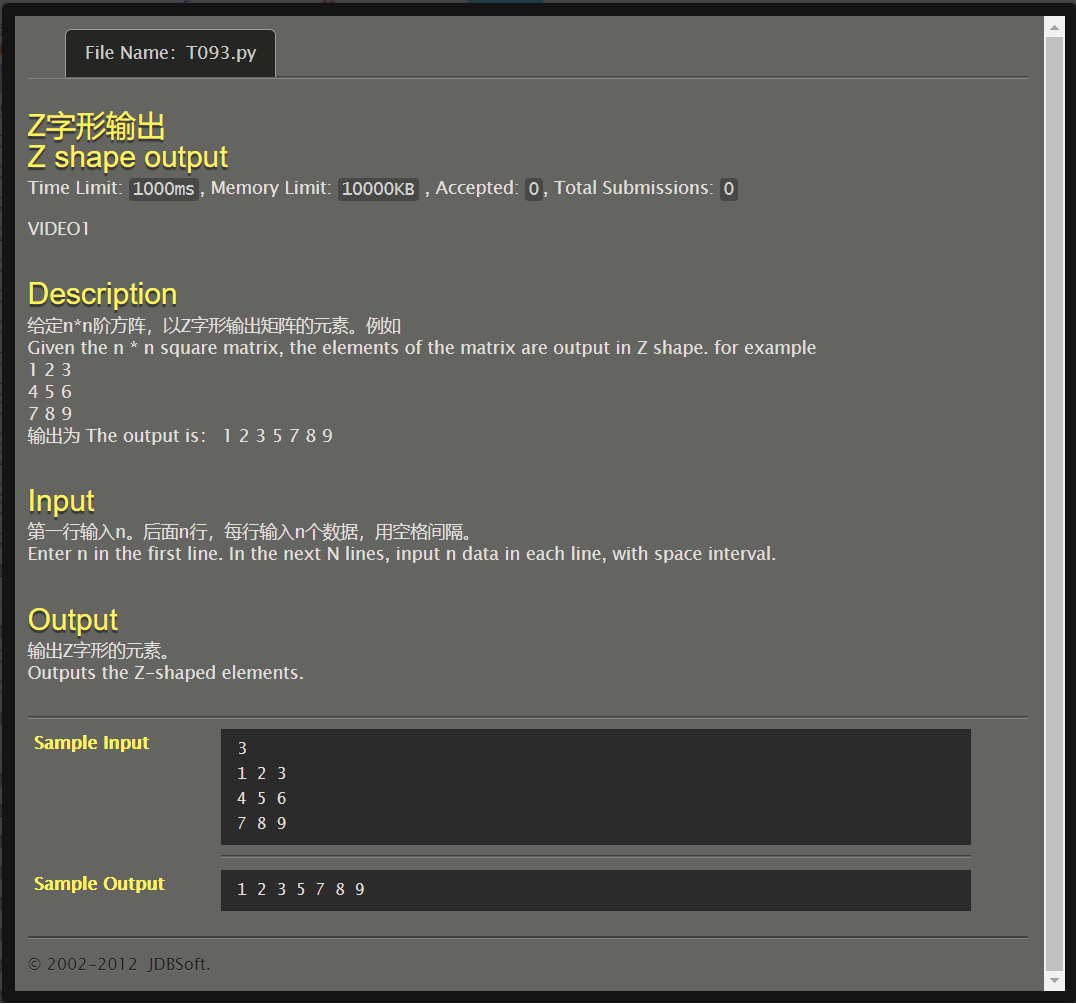 File Name：T093.py
Z字形输出
Z shape output
Time Limit: 1000ms, Memory Limit: 10000KB , Accepted: 0, Total Submissions: 0
VIDEO1
Description
给定n*n阶方阵，以Z字形输出矩阵的元素。例如
Given the n * n square matrix, the elements of the matrix are output in Z shape. for example
1 2 3
4 5 6
7 8 9
输出为 The output is： 1 2 3 5 7 8 9
Input
第一行输入n。后面n行，每行输入n个数据，用空格间隔。
Enter n in the first line. In the next N lines, input n data in each line, with space interval.
Output
输出Z字形的元素。
Outputs the Z-shaped elements.
Sample Input
3
1 2 3
4 5 6
7 8 9
Sample Output
1 2 3 5 7 8 9
© 2002-2012 JDBSoft.